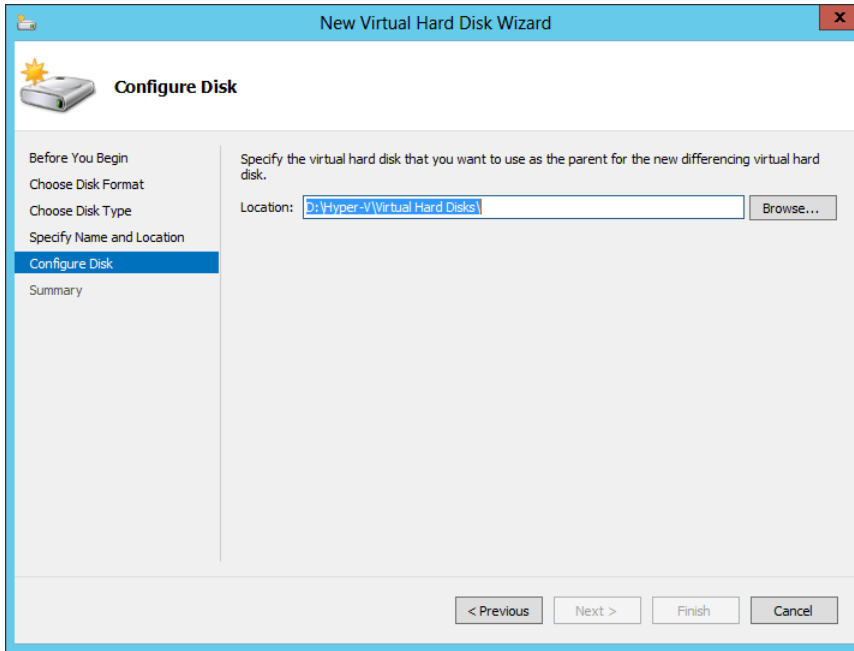 New Virtual Hard Disk Wizard
x
Configure Disk
Before You Begin
Choose Disk Format
Choose Disk Type
Specify Name and Location
Configure Disk
Summary
Specify the virtual hard disk that you want to use as the parent for the new differencing virtual hard
disk.
Location: D:\Hyper-V\Virtual Hard Disks\ Browse...
< Previous Next > Finish Cancel